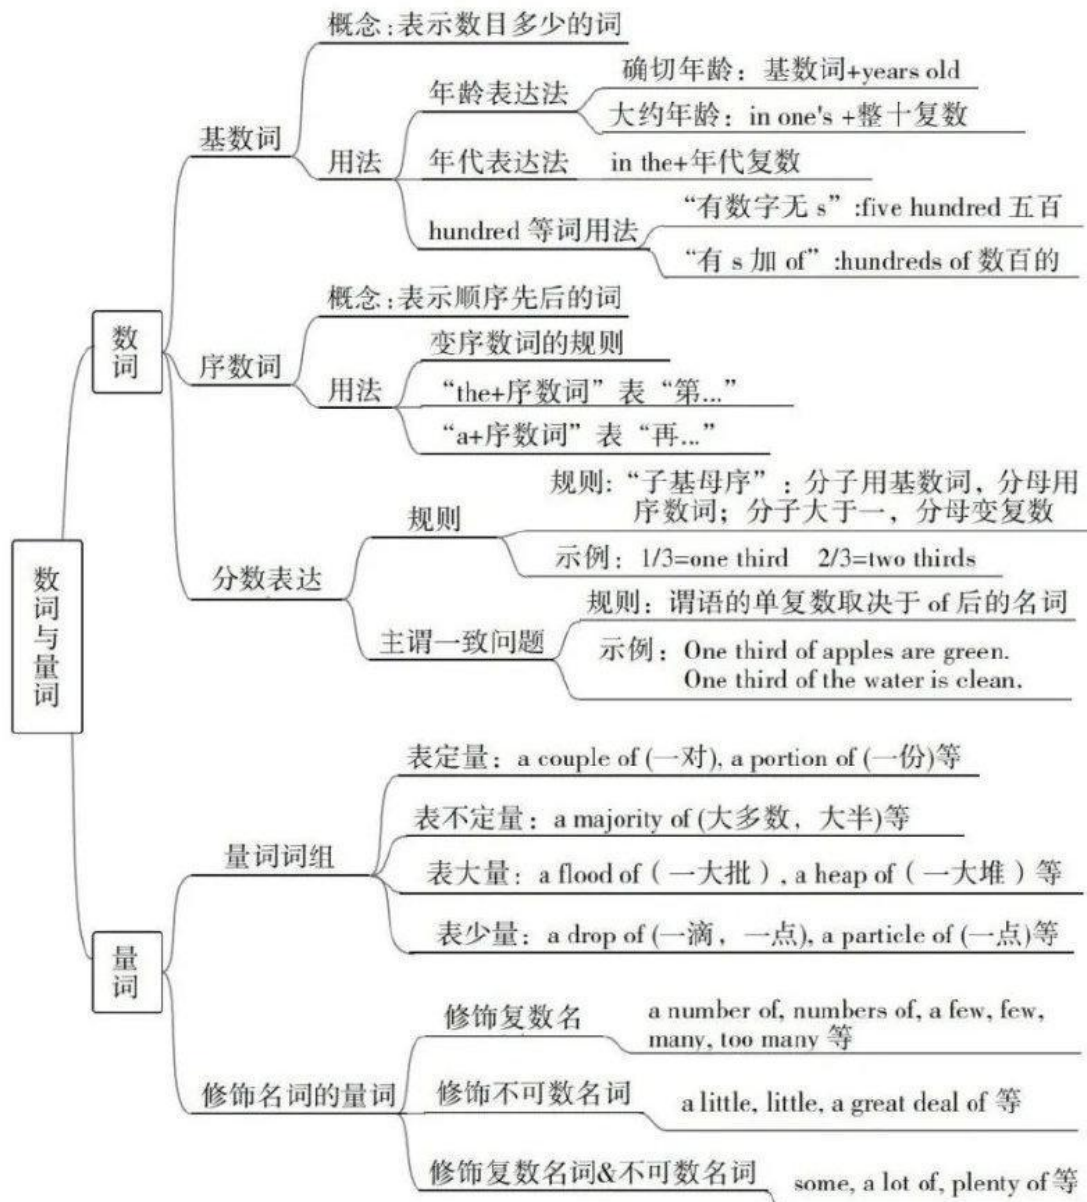 数词与量词
数词
基数词
概念:表示数目多少的词
用法
年龄表达法
确切年龄：基数词+years old
大约年龄：in one's +整十复数
年代表达法
in the+年代复数
hundred 等词用法
“有数字无 s”:five hundred 五百
“有 s 加 of”:hundreds of 数百的
序数词
概念:表示顺序先后的词
用法
变序数词的规则
“the+序数词”表“第...”
“a+序数词”表“再...”
分数表达
规则
规则:“子基母序”：分子用基数词，分母用
序数词；分子大于一，分母变复数
示例：1/3=one third 2/3=two thirds
主谓一致问题
规则：谓语的单复数取决于 of 后的名词
示例：One third of apples are green.
One third of the water is clean.
量词
量词词组
表定量：a couple of (一对), a portion of (一份)等
表不定量：a majority of (大多数，大半)等
表大量：a flood of（一大批）, a heap of（一大堆）等
表少量：a drop of (一滴，一点), a particle of (一点)等
修饰名词的量词
修饰复数名
a number of, numbers of, a few, few,
many, too many 等
修饰不可数名词
a little, little, a great deal of 等
修饰复数名词&不可数名词
some, a lot of, plenty of 等